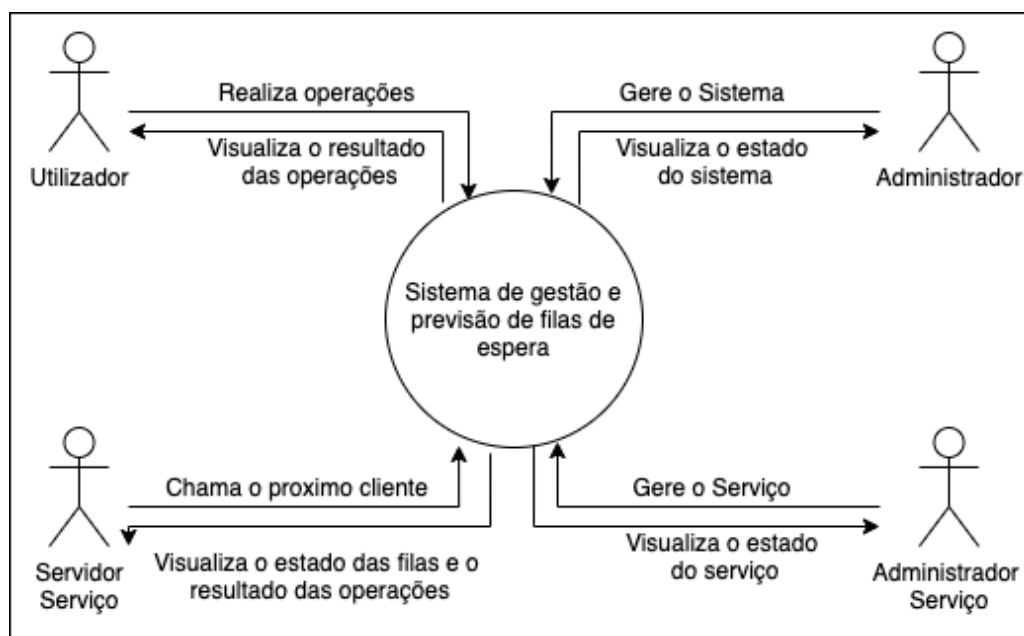 Realiza operações
Visualiza o resultado
das operações
Utilizador
Gere o Sistema
Visualiza o estado
do sistema
Administrador
Sistema de gestão e
previsão de filas de
espera
Chama o proximo cliente
Visualiza o estado das filas e o
resultado das operações
Servidor
Serviço
Gere o Serviço
Visualiza o estado
do serviço
Administrador
Serviço